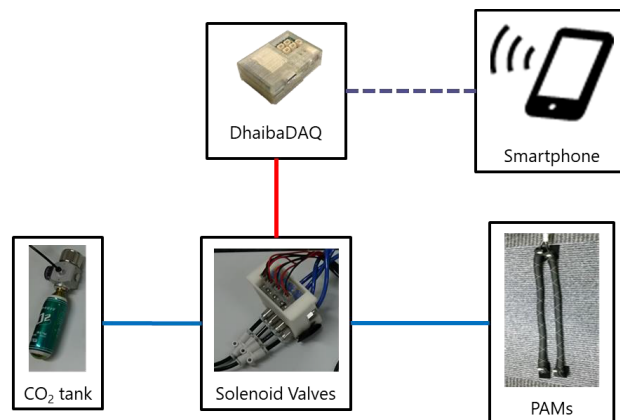 DhaibaDAQ
Smartphone
CO₂ tank
Solenoid Valves
PAMs